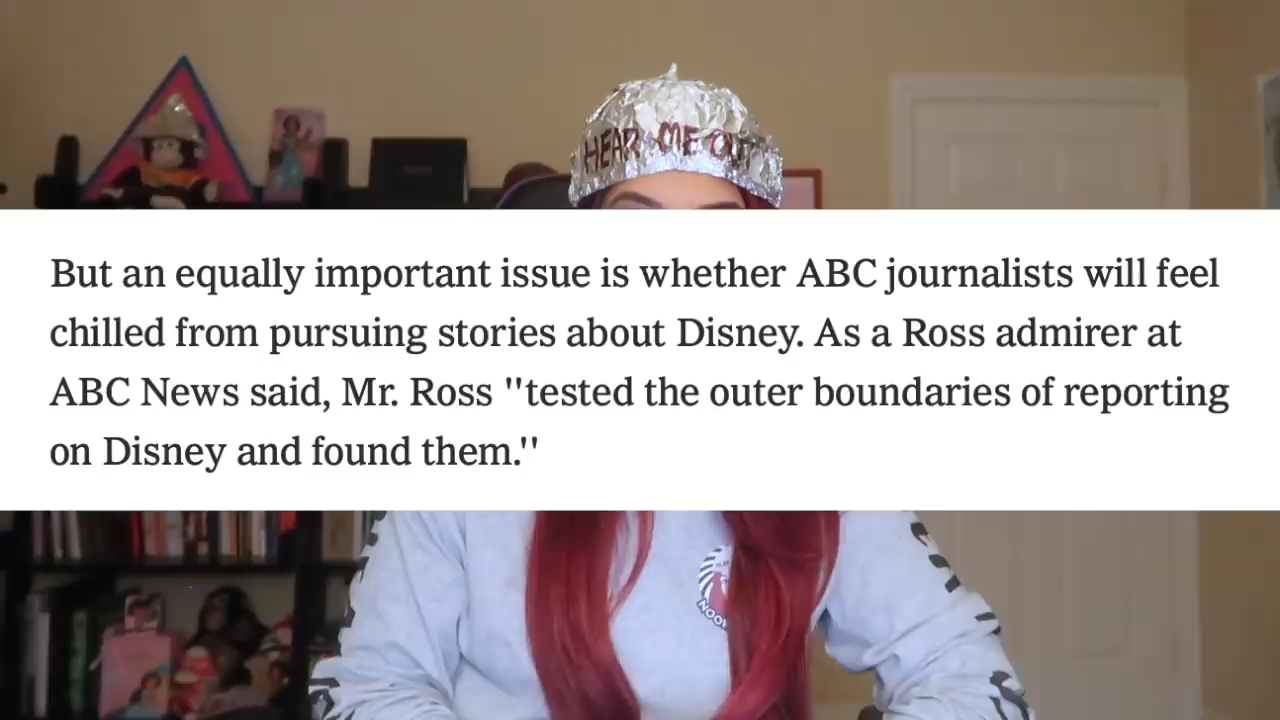 HEAR ME OUT
But an equally important issue is whether ABC journalists will feel
chilled from pursuing stories about Disney. As a Ross admirer at
ABC News said, Mr. Ross "tested the outer boundaries of reporting
on Disney and found them."
NOON